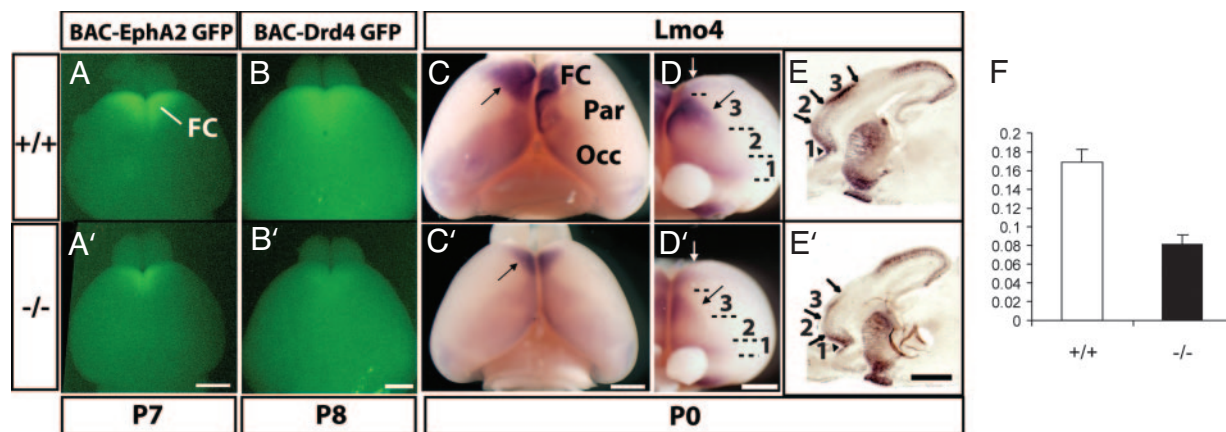 BAC-EphA2 GFP
BAC-Drd4 GFP
Lmo4
+/+
A
FC
B
C
FC
Par
Occ
D
3
2
1
E
3
2
1
F
0.2
0.18
0.16
0.14
0.12
0.1
0.08
0.06
0.04
0.02
0
+/+
-/-
-/-
A'
B'
C'
D'
3
2
1
E'
3
2
1
P7
P8
P0